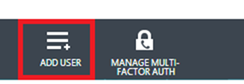 ADD USER
MANAGE MULTI-
FACTOR AUTH